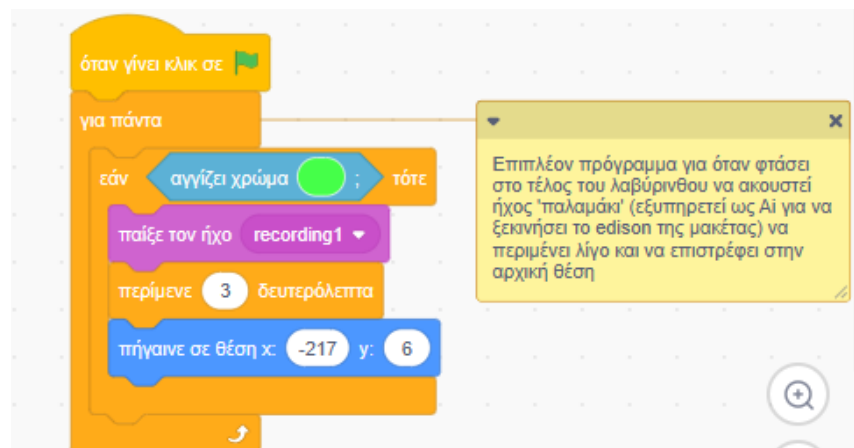 όταν γίνει κλικ σε
για πάντα
εάν αγγίζει χρώμα ; τότε
παίξε τον ήχο recording1
περίμενε 3 δευτερόλεπτα
πήγαινε σε θέση x: -217 y: 6
Επιπλέον πρόγραμμα για όταν φτάσει
στο τέλος του λαβύρινθου να ακουστεί
ήχος 'παλαμάκι' (εξυπηρετεί ως Ai για να
ξεκινήσει το edison της μακέτας) να
περιμένει λίγο και να επιστρέφει στην
αρχική θέση